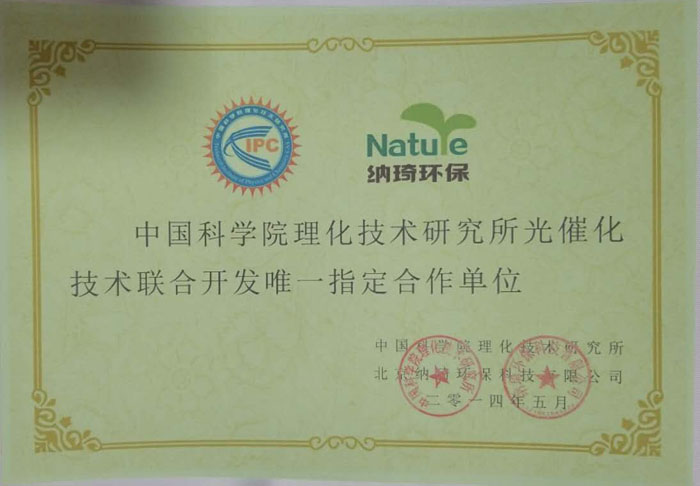 IPC
Nature
纳琦环保
中国科学院理化技术研究所光催化
技术联合开发唯一指定合作单位
中国科学院理化技术研究所
北京纳琦环保科技有限公司
二零一四年五月